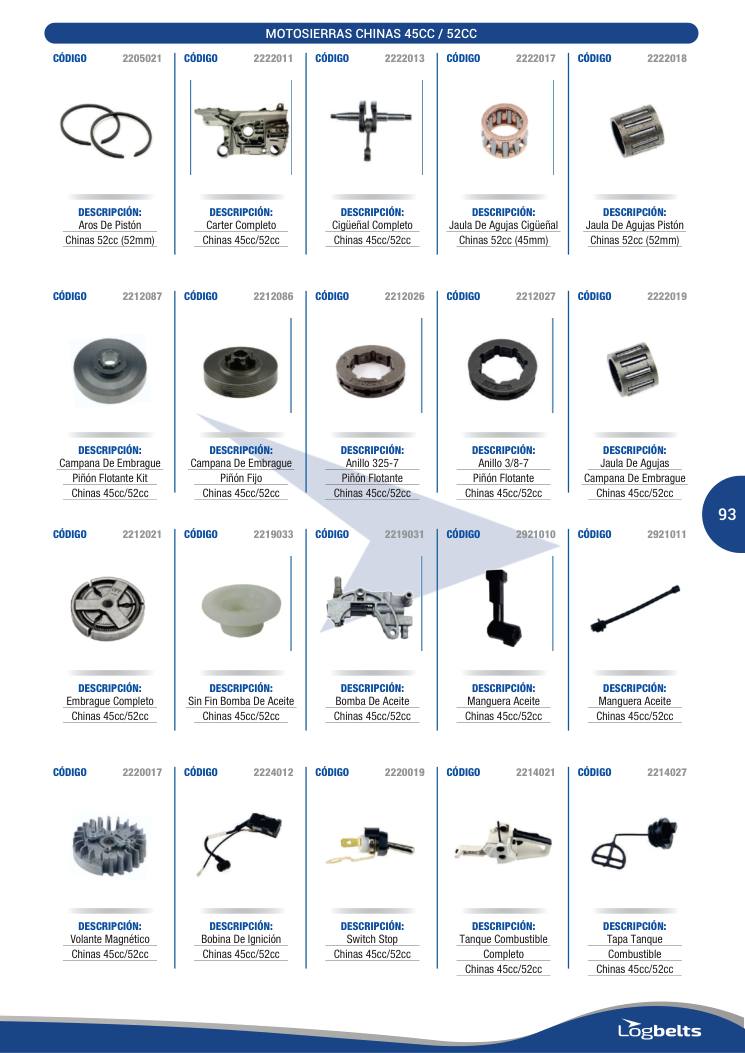 MOTOSIERRAS CHINAS 45CC / 52CC
CÓDIGO 2205021
DESCRIPCIÓN:
Aros De Pistón
Chinas 52cc (52mm)
CÓDIGO 2222011
DESCRIPCIÓN:
Carter Completo
Chinas 45cc/52cc
CÓDIGO 2222013
DESCRIPCIÓN:
Cigüeñal Completo
Chinas 45cc/52cc
CÓDIGO 2222017
DESCRIPCIÓN:
Jaula De Agujas Cigüeñal
Chinas 52cc (45mm)
CÓDIGO 2222018
DESCRIPCIÓN:
Jaula De Agujas Pistón
Chinas 52cc (52mm)
CÓDIGO 2212087
DESCRIPCIÓN:
Campana De Embrague
Piñón Flotante Kit
Chinas 45cc/52cc
CÓDIGO 2212086
DESCRIPCIÓN:
Campana De Embrague
Piñón Fijo
Chinas 45cc/52cc
CÓDIGO 2212026
DESCRIPCIÓN:
Anillo 325-7
Piñón Flotante
Chinas 45cc/52cc
CÓDIGO 2212027
DESCRIPCIÓN:
Anillo 3/8-7
Piñón Flotante
Chinas 45cc/52cc
CÓDIGO 2222019
DESCRIPCIÓN:
Jaula De Agujas
Campana De Embrague
Chinas 45cc/52cc
93
CÓDIGO 2212021
DESCRIPCIÓN:
Embrague Completo
Chinas 45cc/52cc
CÓDIGO 2219033
DESCRIPCIÓN:
Sin Fin Bomba De Aceite
Chinas 45cc/52cc
CÓDIGO 2219031
DESCRIPCIÓN:
Bomba De Aceite
Chinas 45cc/52cc
CÓDIGO 2921010
DESCRIPCIÓN:
Manguera Aceite
Chinas 45cc/52cc
CÓDIGO 2921011
DESCRIPCIÓN:
Manguera Aceite
Chinas 45cc/52cc
CÓDIGO 2220017
DESCRIPCIÓN:
Volante Magnético
Chinas 45cc/52cc
CÓDIGO 2224012
DESCRIPCIÓN:
Bobina De Ignición
Chinas 45cc/52cc
CÓDIGO 2220019
DESCRIPCIÓN:
Switch Stop
Chinas 45cc/52cc
CÓDIGO 2214021
DESCRIPCIÓN:
Tanque Combustible
Completo
Chinas 45cc/52cc
CÓDIGO 2214027
DESCRIPCIÓN:
Tapa Tanque
Combustible
Chinas 45cc/52cc
Logbelts